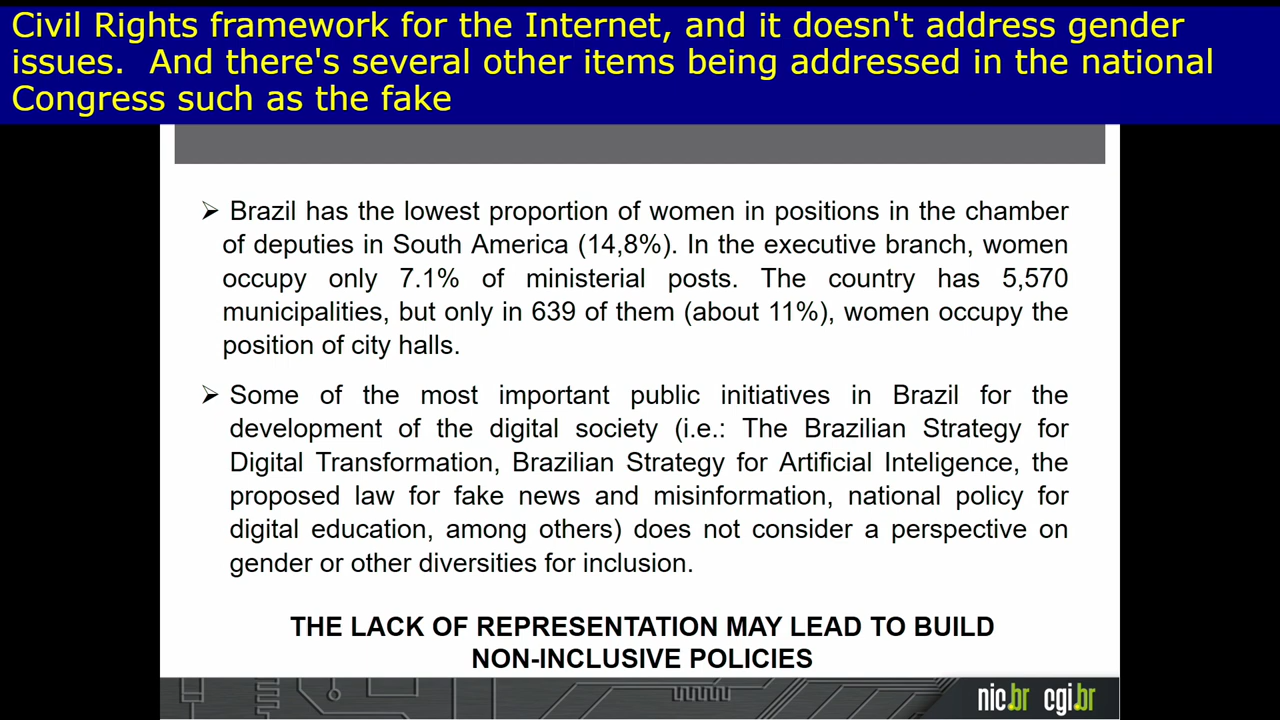 Civil Rights framework for the Internet, and it doesn't address gender
issues.  And there's several other items being addressed in the national
Congress such as the fake
➢ Brazil has the lowest proportion of women in positions in the chamber
of deputies in South America (14,8%). In the executive branch, women
occupy only 7.1% of ministerial posts. The country has 5,570
municipalities, but only in 639 of them (about 11%), women occupy the
position of city halls.
➢ Some of the most important public initiatives in Brazil for the
development of the digital society (i.e.: The Brazilian Strategy for
Digital Transformation, Brazilian Strategy for Artificial Inteligence, the
proposed law for fake news and misinformation, national policy for
digital education, among others) does not consider a perspective on
gender or other diversities for inclusion.
THE LACK OF REPRESENTATION MAY LEAD TO BUILD
NON-INCLUSIVE POLICIES
nic.br cgi.br